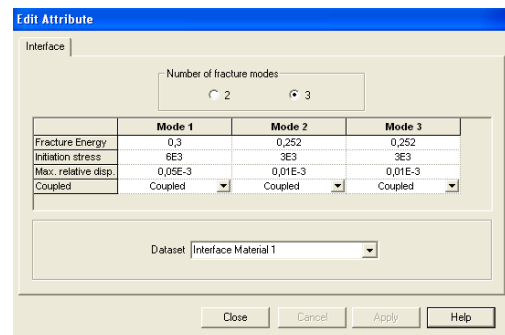 Edit Attribute
Interface
Number of fracture modes
2 3
Mode 1 Mode 2 Mode 3
Fracture Energy 0,3 0,252 0,252
Initiation stress 6E3 3E3 3E3
Max. relative disp. 0,05E-3 0,01E-3 0,01E-3
Coupled Coupled Coupled Coupled
Dataset Interface Material 1
Close Cancel Apply Help